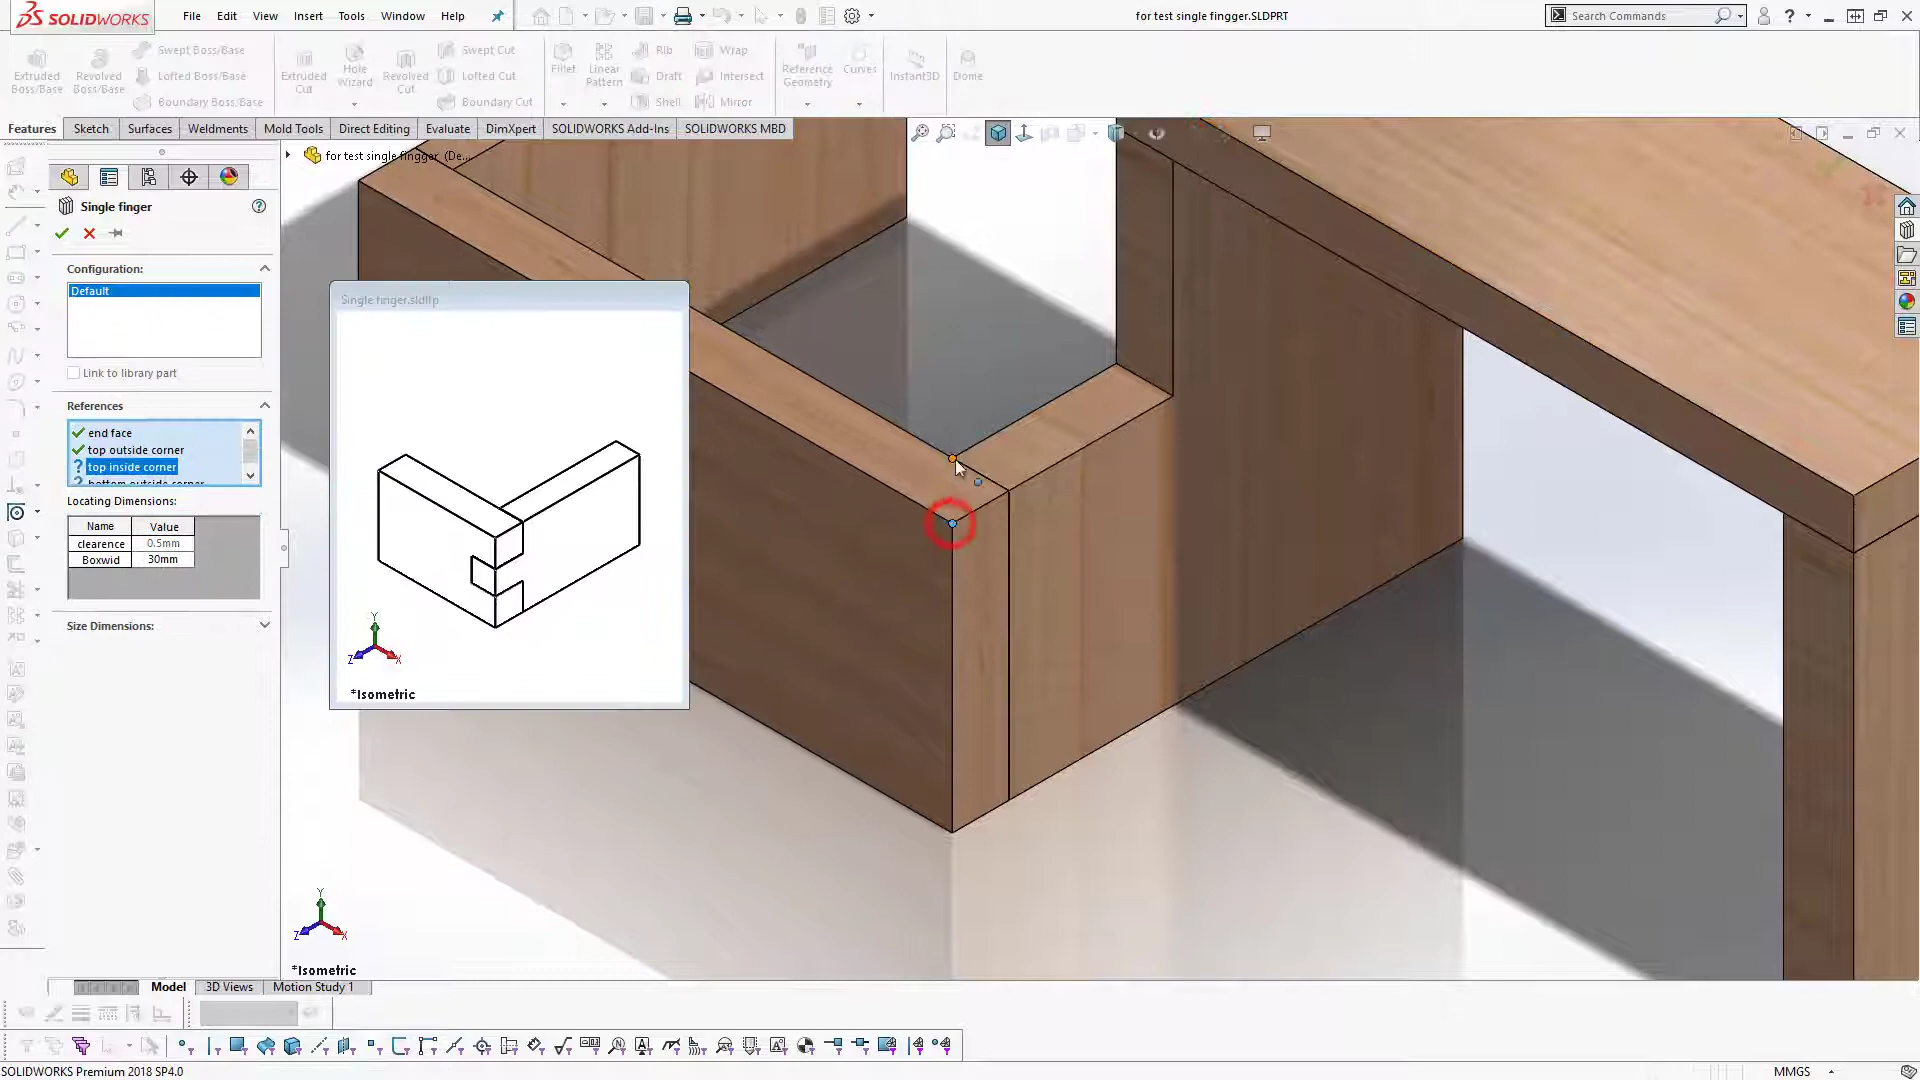 SOLIDWORKS
File Edit View Insert Tools Window Help
for test single fingger.SLDPRT
Search Commands
Extruded Boss/Base
Revolved Boss/Base
Swept Boss/Base
Lofted Boss/Base
Boundary Boss/Base
Extruded Cut
Hole Wizard
Revolved Cut
Swept Cut
Lofted Cut
Boundary Cut
Fillet
Linear Pattern
Rib
Draft
Shell
Wrap
Intersect
Mirror
Reference Geometry
Curves
Instant3D
Dome
Features Sketch Surfaces Weldments Mold Tools Direct Editing Evaluate DimXpert SOLIDWORKS Add-Ins SOLIDWORKS MBD
for test single fingger (De...
Single finger
Configuration:
Default
Link to library part
References
end face
top outside corner
top inside corner
bottom outside corner
Locating Dimensions:
Name Value
clearence 0.5mm
Boxwid 30mm
Size Dimensions:
Single finger.sldlfp
Y
Z X
*Isometric
Y
Z X
*Isometric
Model 3D Views Motion Study 1
SOLIDWORKS Premium 2018 SP4.0
MMGS